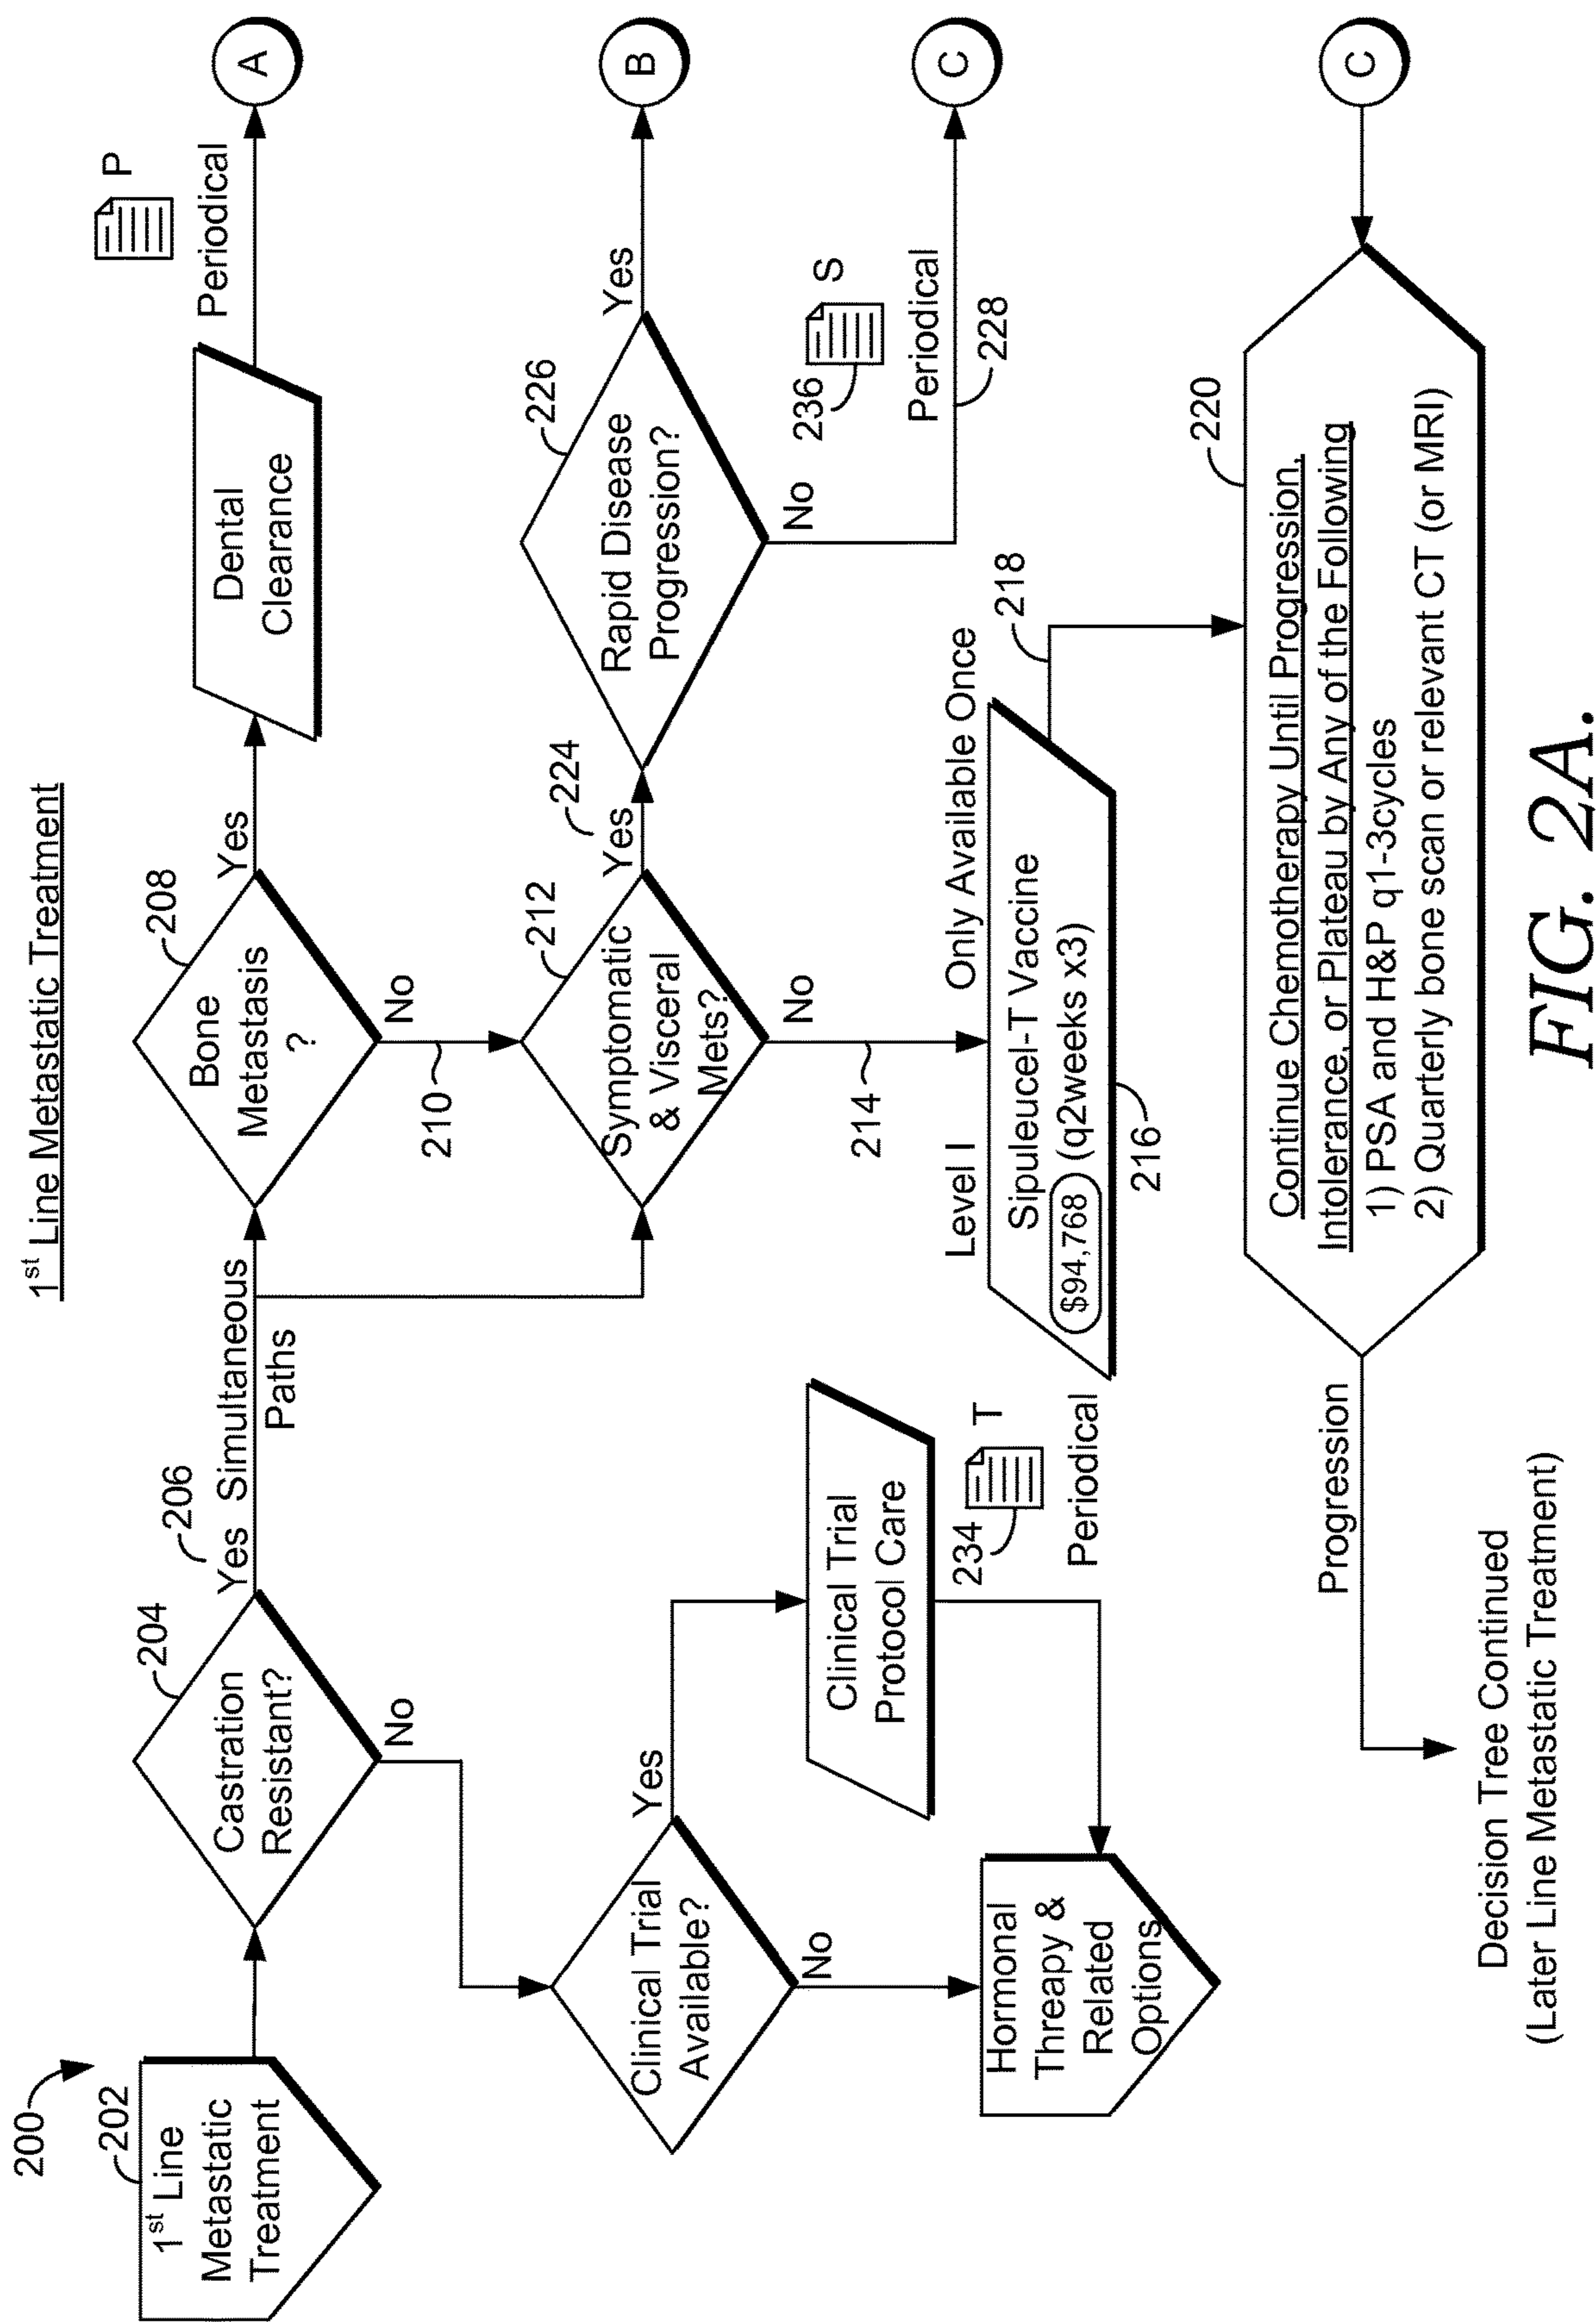 1st Line Metastatic Treatment
200
202
1st Line
Metastatic
Treatment
204
Castration
Resistant?
206
Yes Simultaneous
Paths
No
208
Bone
Metastasis
?
Yes
No
210
Dental
Clearance
P
Periodical
A
212
Symptomatic
& Visceral
Mets?
Yes
224
No
214
226
Rapid Disease
Progression?
Yes
B
No
236
S
Periodical
228
C
Clinical Trial
Available?
Yes
No
Clinical Trial
Protocol Care
234
T
Periodical
Hormonal
Threapy &
Related
Options
Level I
Only Available Once
Sipuleucel-T Vaccine
$94,768 (q2weeks x3)
216
218
220
Continue Chemotherapy Until Progression,
Intolerance, or Plateau by Any of the Following
1) PSA and H&P q1-3cycles
2) Quarterly bone scan or relevant CT (or MRI)
C
Progression
Decision Tree Continued
(Later Line Metastatic Treatment)
FIG. 2A.